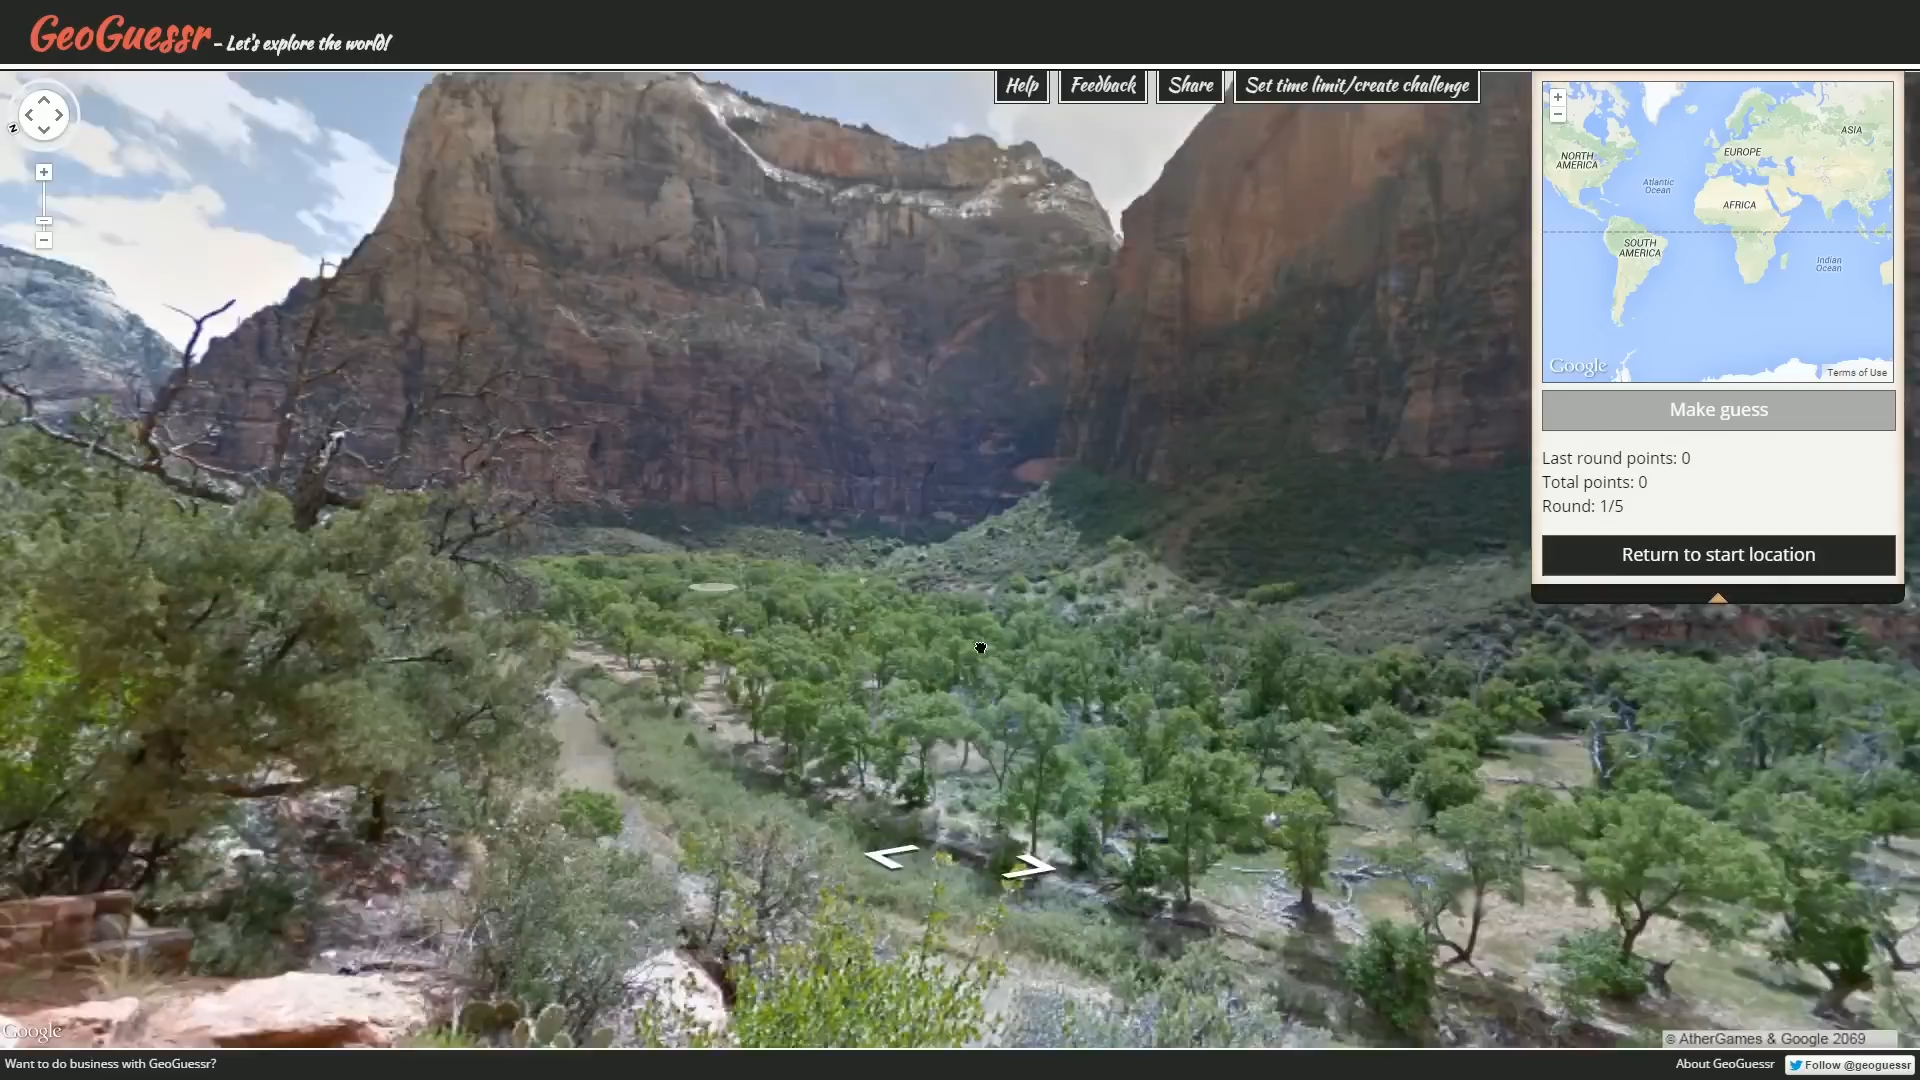 GeoGuessr - Let's explore the world!
Help
Feedback
Share
Set time limit/create challenge
N
NORTH AMERICA
Atlantic Ocean
EUROPE
ASIA
AFRICA
SOUTH AMERICA
Indian Ocean
Google
Terms of Use
Make guess
Last round points: 0
Total points: 0
Round: 1/5
Return to start location
Google
© AtherGames & Google 2069
Want to do business with GeoGuessr?
About GeoGuessr
Follow @geoguessr